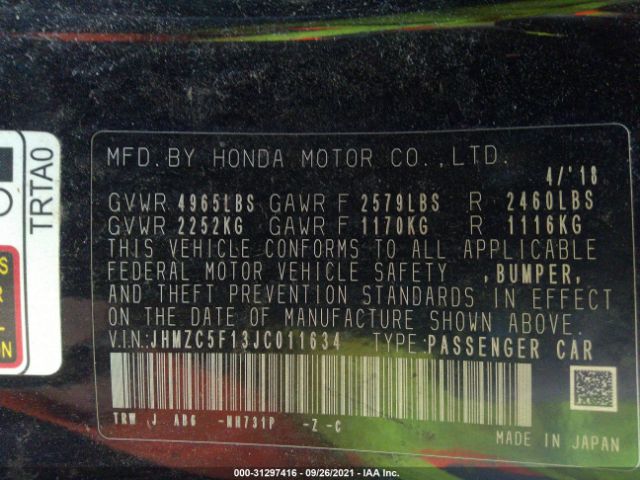 MFD. BY HONDA MOTOR CO., LTD.
4/'18
GVWR 4965LBS GAWR F 2579LBS R 2460LBS
GVWR 2252KG GAWR F 1170KG R 1116KG
THIS VEHICLE CONFORMS TO ALL APPLICABLE
FEDERAL MOTOR VEHICLE SAFETY ,BUMPER,
AND THEFT PREVENTION STANDARDS IN EFFECT
ON THE DATE OF MANUFACTURE SHOWN ABOVE.
V.IN:JHMZC5F13JC011634 TYPE:PASSENGER CAR
TRW J AB6 -NH731P -Z -C
MADE IN JAPAN
TRTA0
000-31297416 - 09/26/2021 - IAA Inc.